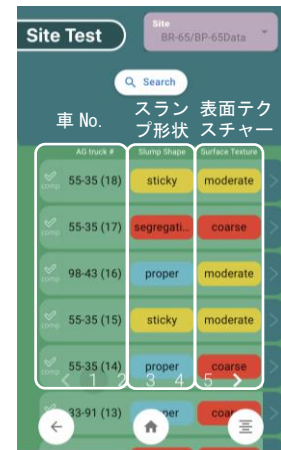 Site Test
Site
BR-65/BP-65Data
Search
車 No.
スランプ形状
表面テクスチャー
AG truck #
Slump Shape
Surface Texture
comp
55-35 (18)
sticky
moderate
comp
55-35 (17)
segregati..
coarse
comp
98-43 (16)
proper
moderate
comp
55-35 (15)
sticky
moderate
comp
55-35 (14)
proper
coarse
< 1 2 3 4 5 >
33-91 (13)